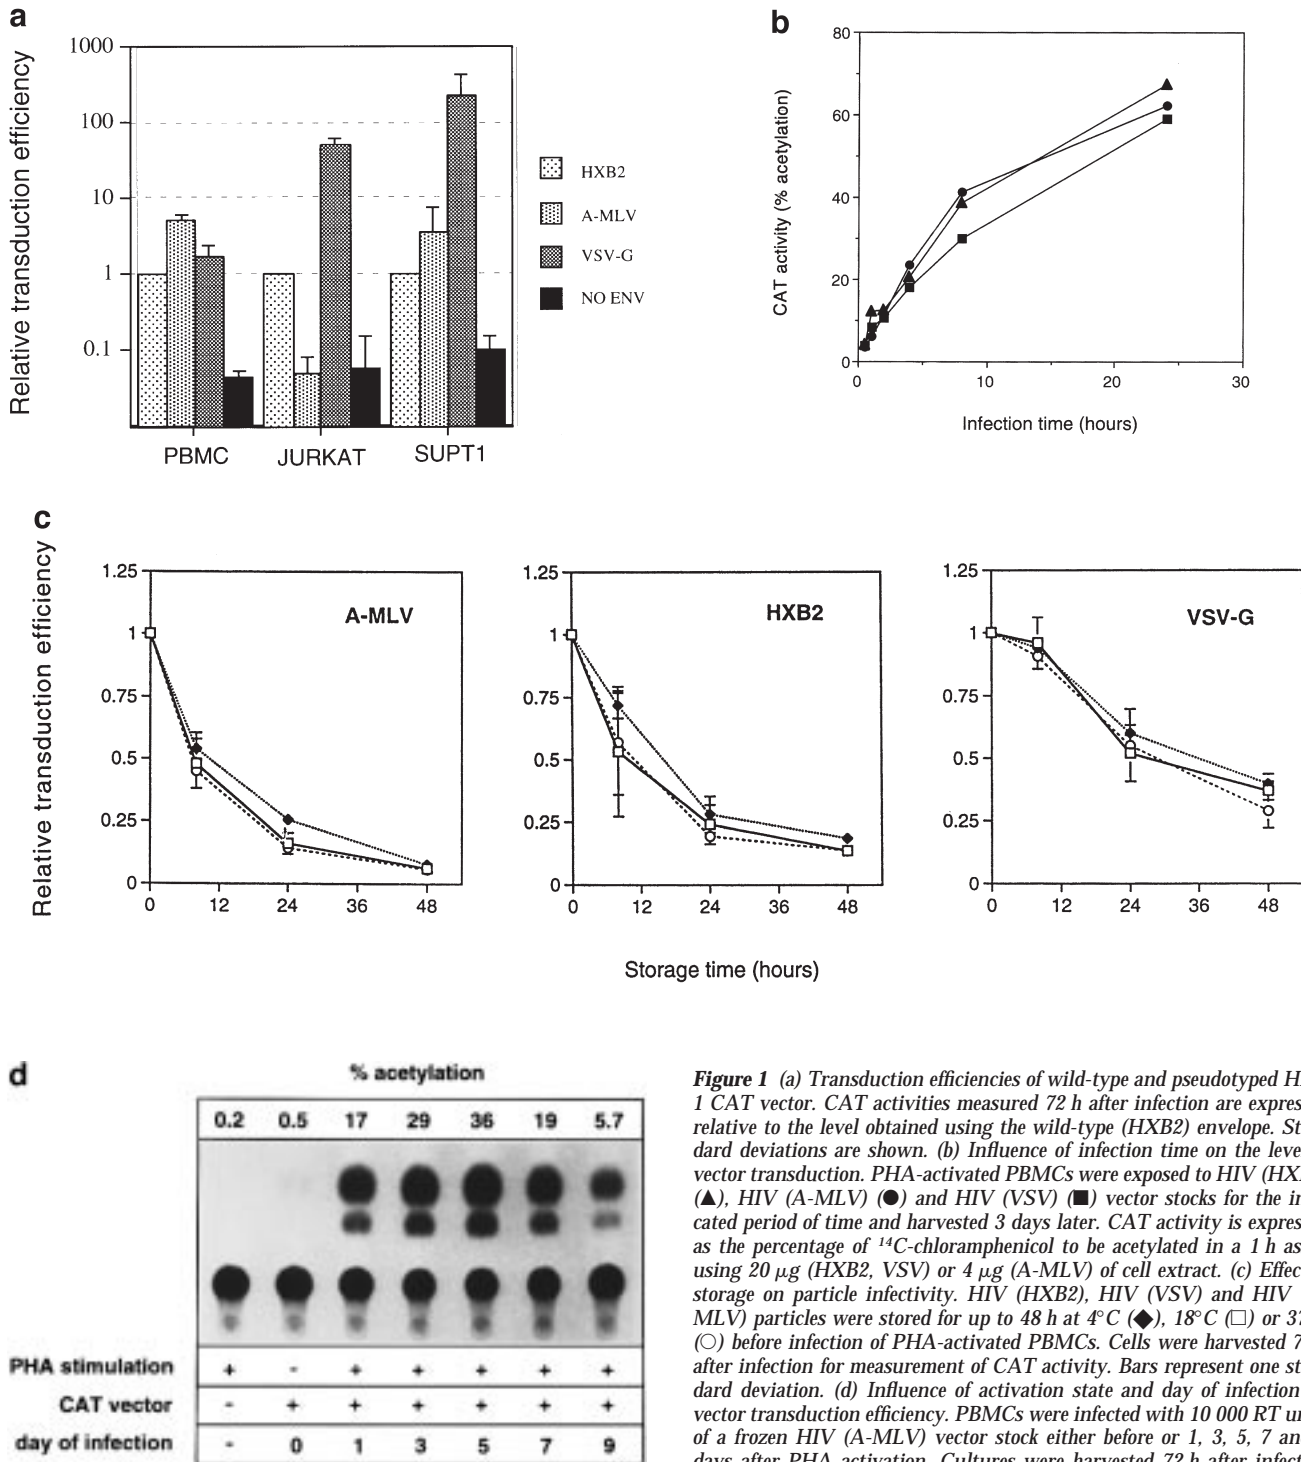 a
Relative transduction efficiency
1000
100
10
1
0.1
PBMC JURKAT SUPT1
HXB2
A-MLV
VSV-G
NO ENV
b
CAT activity (% acetylation)
80
60
40
20
0
0 10 20 30
Infection time (hours)
c
Relative transduction efficiency
1.25
1
0.75
0.5
0.25
0
0 12 24 36 48
A-MLV
1.25
1
0.75
0.5
0.25
0
0 12 24 36 48
HXB2
1.25
1
0.75
0.5
0.25
0
0 12 24 36 48
VSV-G
Storage time (hours)
d
% acetylation
0.2 0.5 17 29 36 19 5.7
PHA stimulation + - + + + + +
CAT vector - + + + + + +
day of infection - 0 1 3 5 7 9
Figure 1 (a) Transduction efficiencies of wild-type and pseudotyped H
1 CAT vector. CAT activities measured 72 h after infection are expres
relative to the level obtained using the wild-type (HXB2) envelope. St
dard deviations are shown. (b) Influence of infection time on the leve
vector transduction. PHA-activated PBMCs were exposed to HIV (HX
(▲), HIV (A-MLV) (●) and HIV (VSV) (■) vector stocks for the in
cated period of time and harvested 3 days later. CAT activity is expres
as the percentage of ¹⁴C-chloramphenicol to be acetylated in a 1 h as
using 20 μg (HXB2, VSV) or 4 μg (A-MLV) of cell extract. (c) Effec
storage on particle infectivity. HIV (HXB2), HIV (VSV) and HIV
MLV) particles were stored for up to 48 h at 4°C (◆), 18°C (□) or 3
(○) before infection of PHA-activated PBMCs. Cells were harvested 7
after infection for measurement of CAT activity. Bars represent one st
dard deviation. (d) Influence of activation state and day of infection
vector transduction efficiency. PBMCs were infected with 10 000 RT u
of a frozen HIV (A-MLV) vector stock either before or 1, 3, 5, 7 an
days after PHA activation. Cultures were harvested 72 h after infect